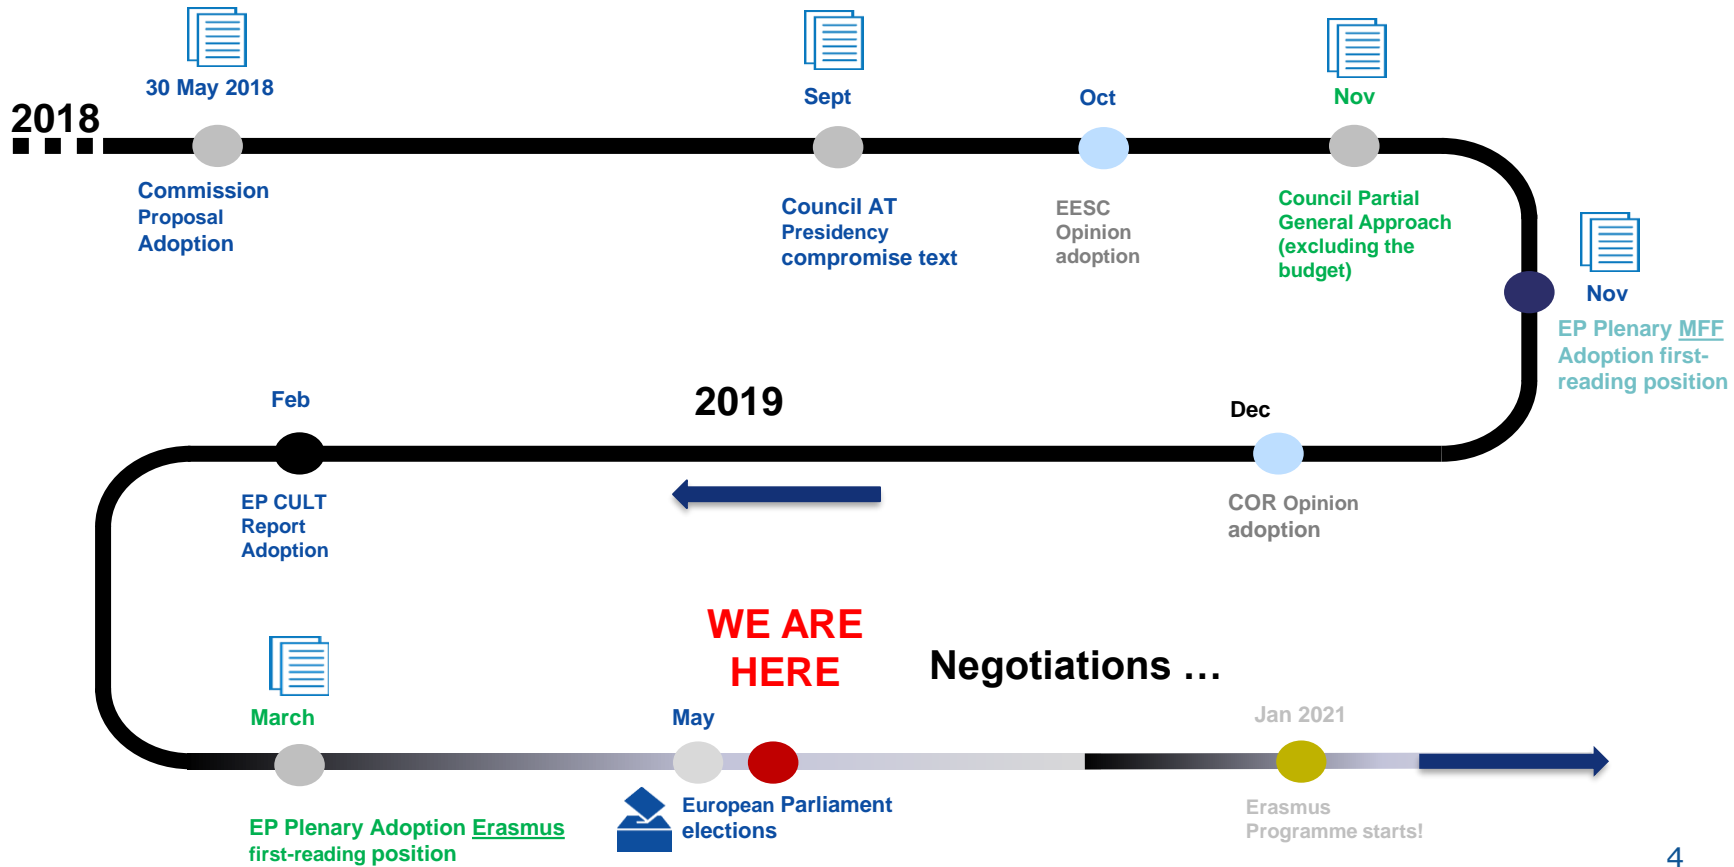 2018
30 May 2018
Commission
Proposal
Adoption
Sept
Council AT
Presidency
compromise text
Oct
EESC
Opinion
adoption
Nov
Council Partial
General Approach
(excluding the
budget)
Nov
EP Plenary MFF
Adoption first-
reading position
Dec
COR Opinion
adoption
2019
Feb
EP CULT
Report
Adoption
March
EP Plenary Adoption Erasmus
first-reading position
WE ARE
HERE
May
European Parliament
elections
Negotiations …
Jan 2021
Erasmus
Programme starts!
4